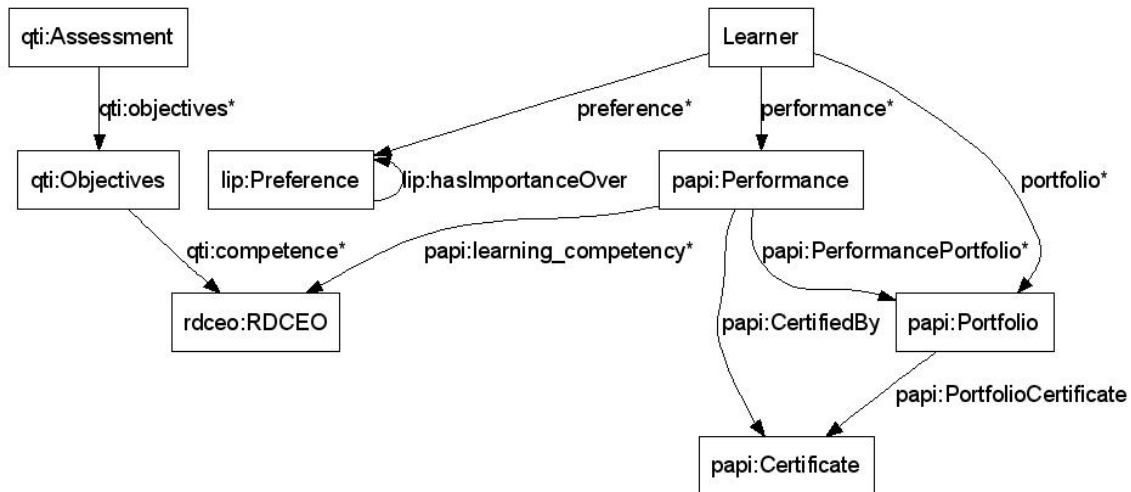 qti:Assessment
Learner
qti:objectives*
preference*
performance*
qti:Objectives
lip:Preference
lip:hasImportanceOver
papi:Performance
portfolio*
qti:competence*
papi:learning_competency*
papi:PerformancePortfolio*
rdceo:RDCEO
papi:CertifiedBy
papi:Portfolio
papi:PortfolioCertificate
papi:Certificate